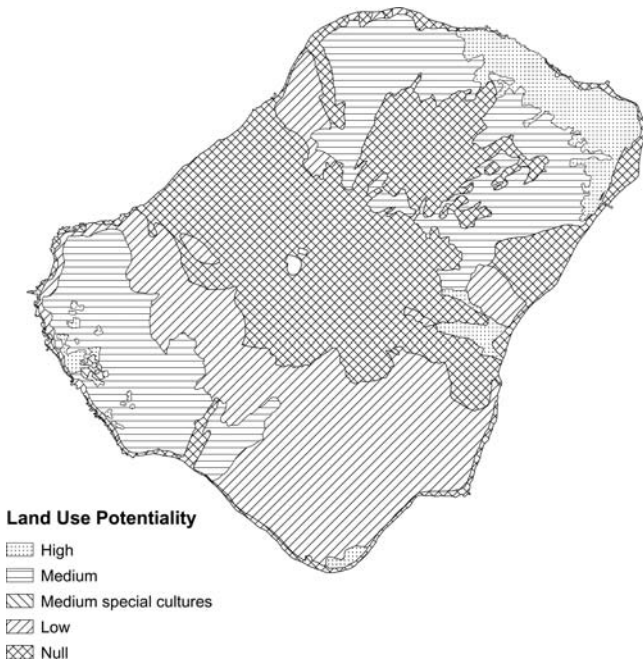 Land Use Potentiality
High
Medium
Medium special cultures
Low
Null